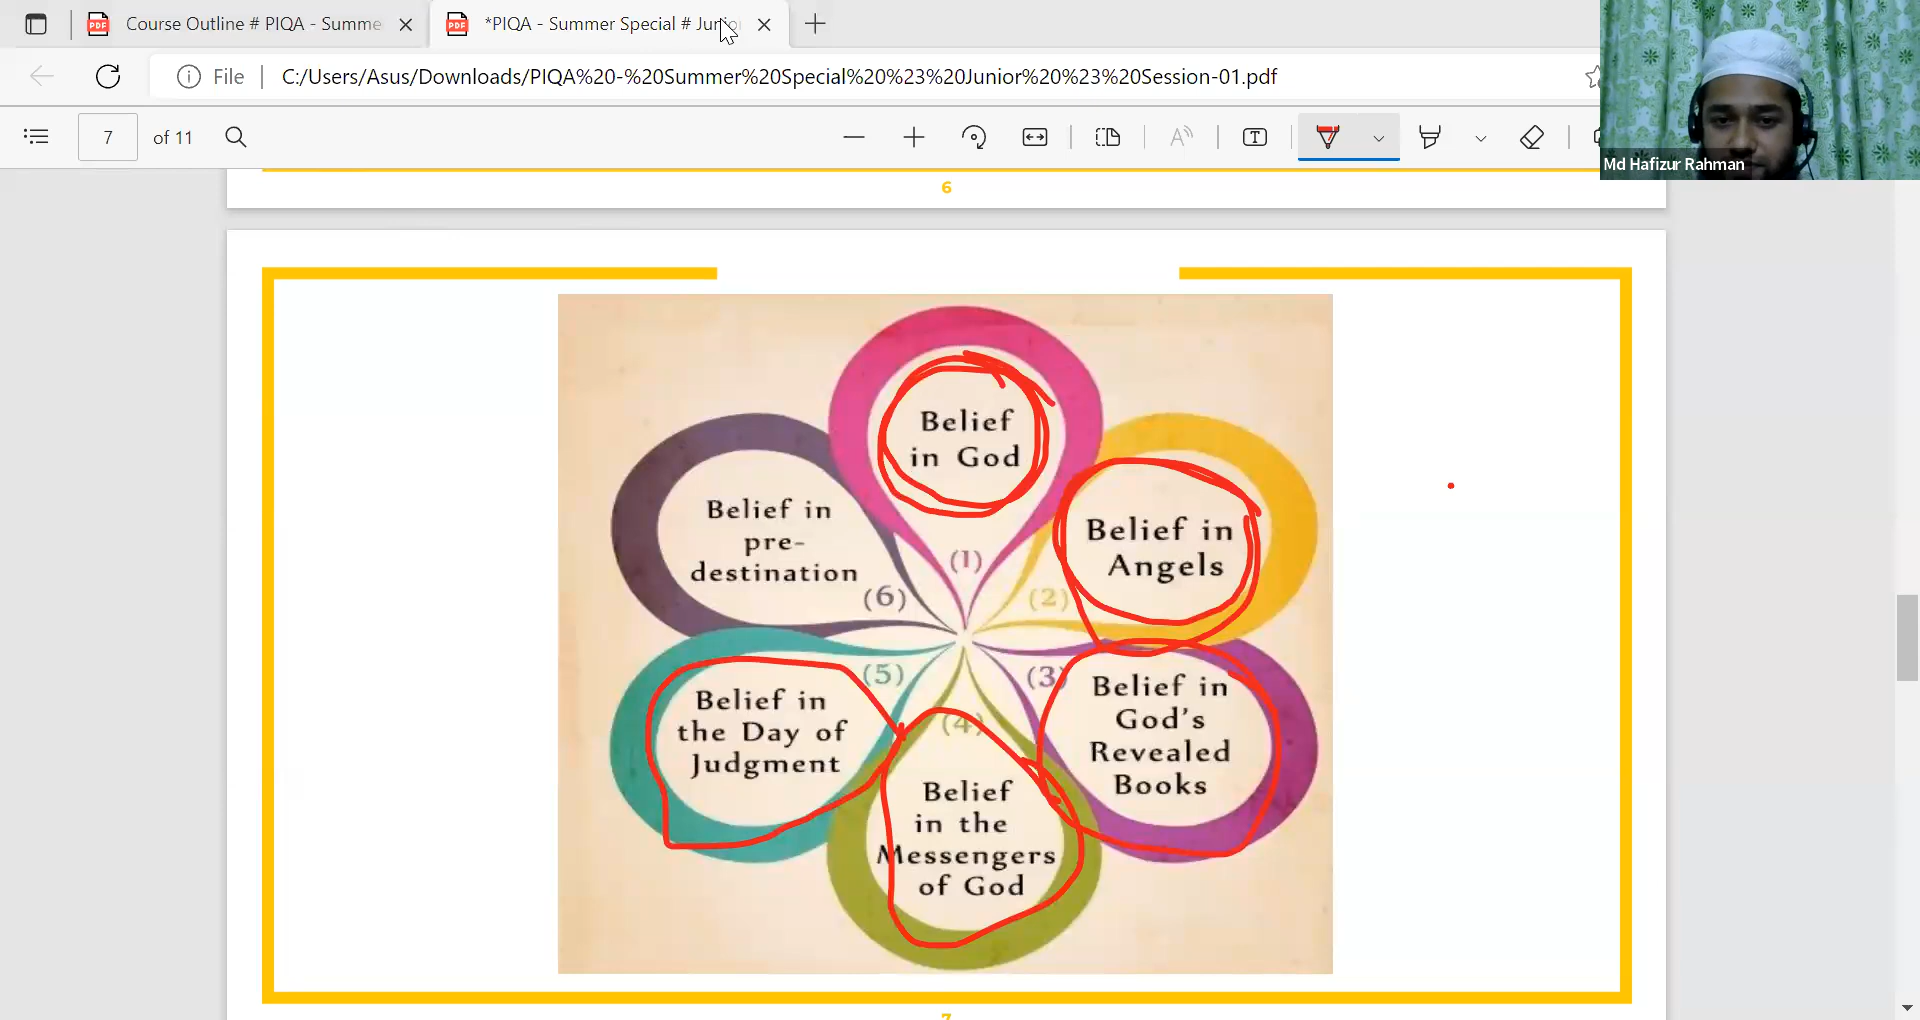 Course Outline # PIQA - Summe
*PIQA - Summer Special # Junio
File
C:/Users/Asus/Downloads/PIQA%20-%20Summer%20Special%20%23%20Junior%20%23%20Session-01.pdf
7 of 11
Md Hafizur Rahman
6
Belief
in God
(1)
Belief in
Angels
(2)
Belief in
God's
Revealed
Books
(3)
(4)
Belief
in the
Messengers
of God
(5)
Belief in
the Day of
Judgment
Belief in
pre-
destination
(6)
7